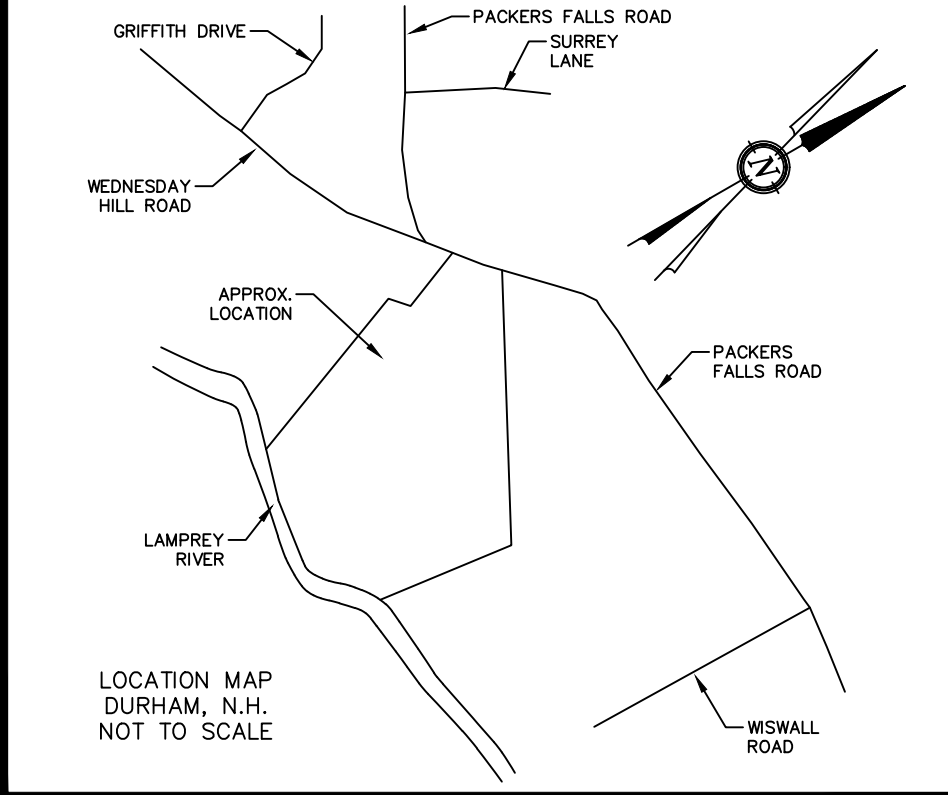 GRIFFITH DRIVE
PACKERS FALLS ROAD
SURREY
LANE
WEDNESDAY
HILL ROAD
N
APPROX.
LOCATION
PACKERS
FALLS ROAD
LAMPREY
RIVER
LOCATION MAP
DURHAM, N.H.
NOT TO SCALE
WISWALL
ROAD